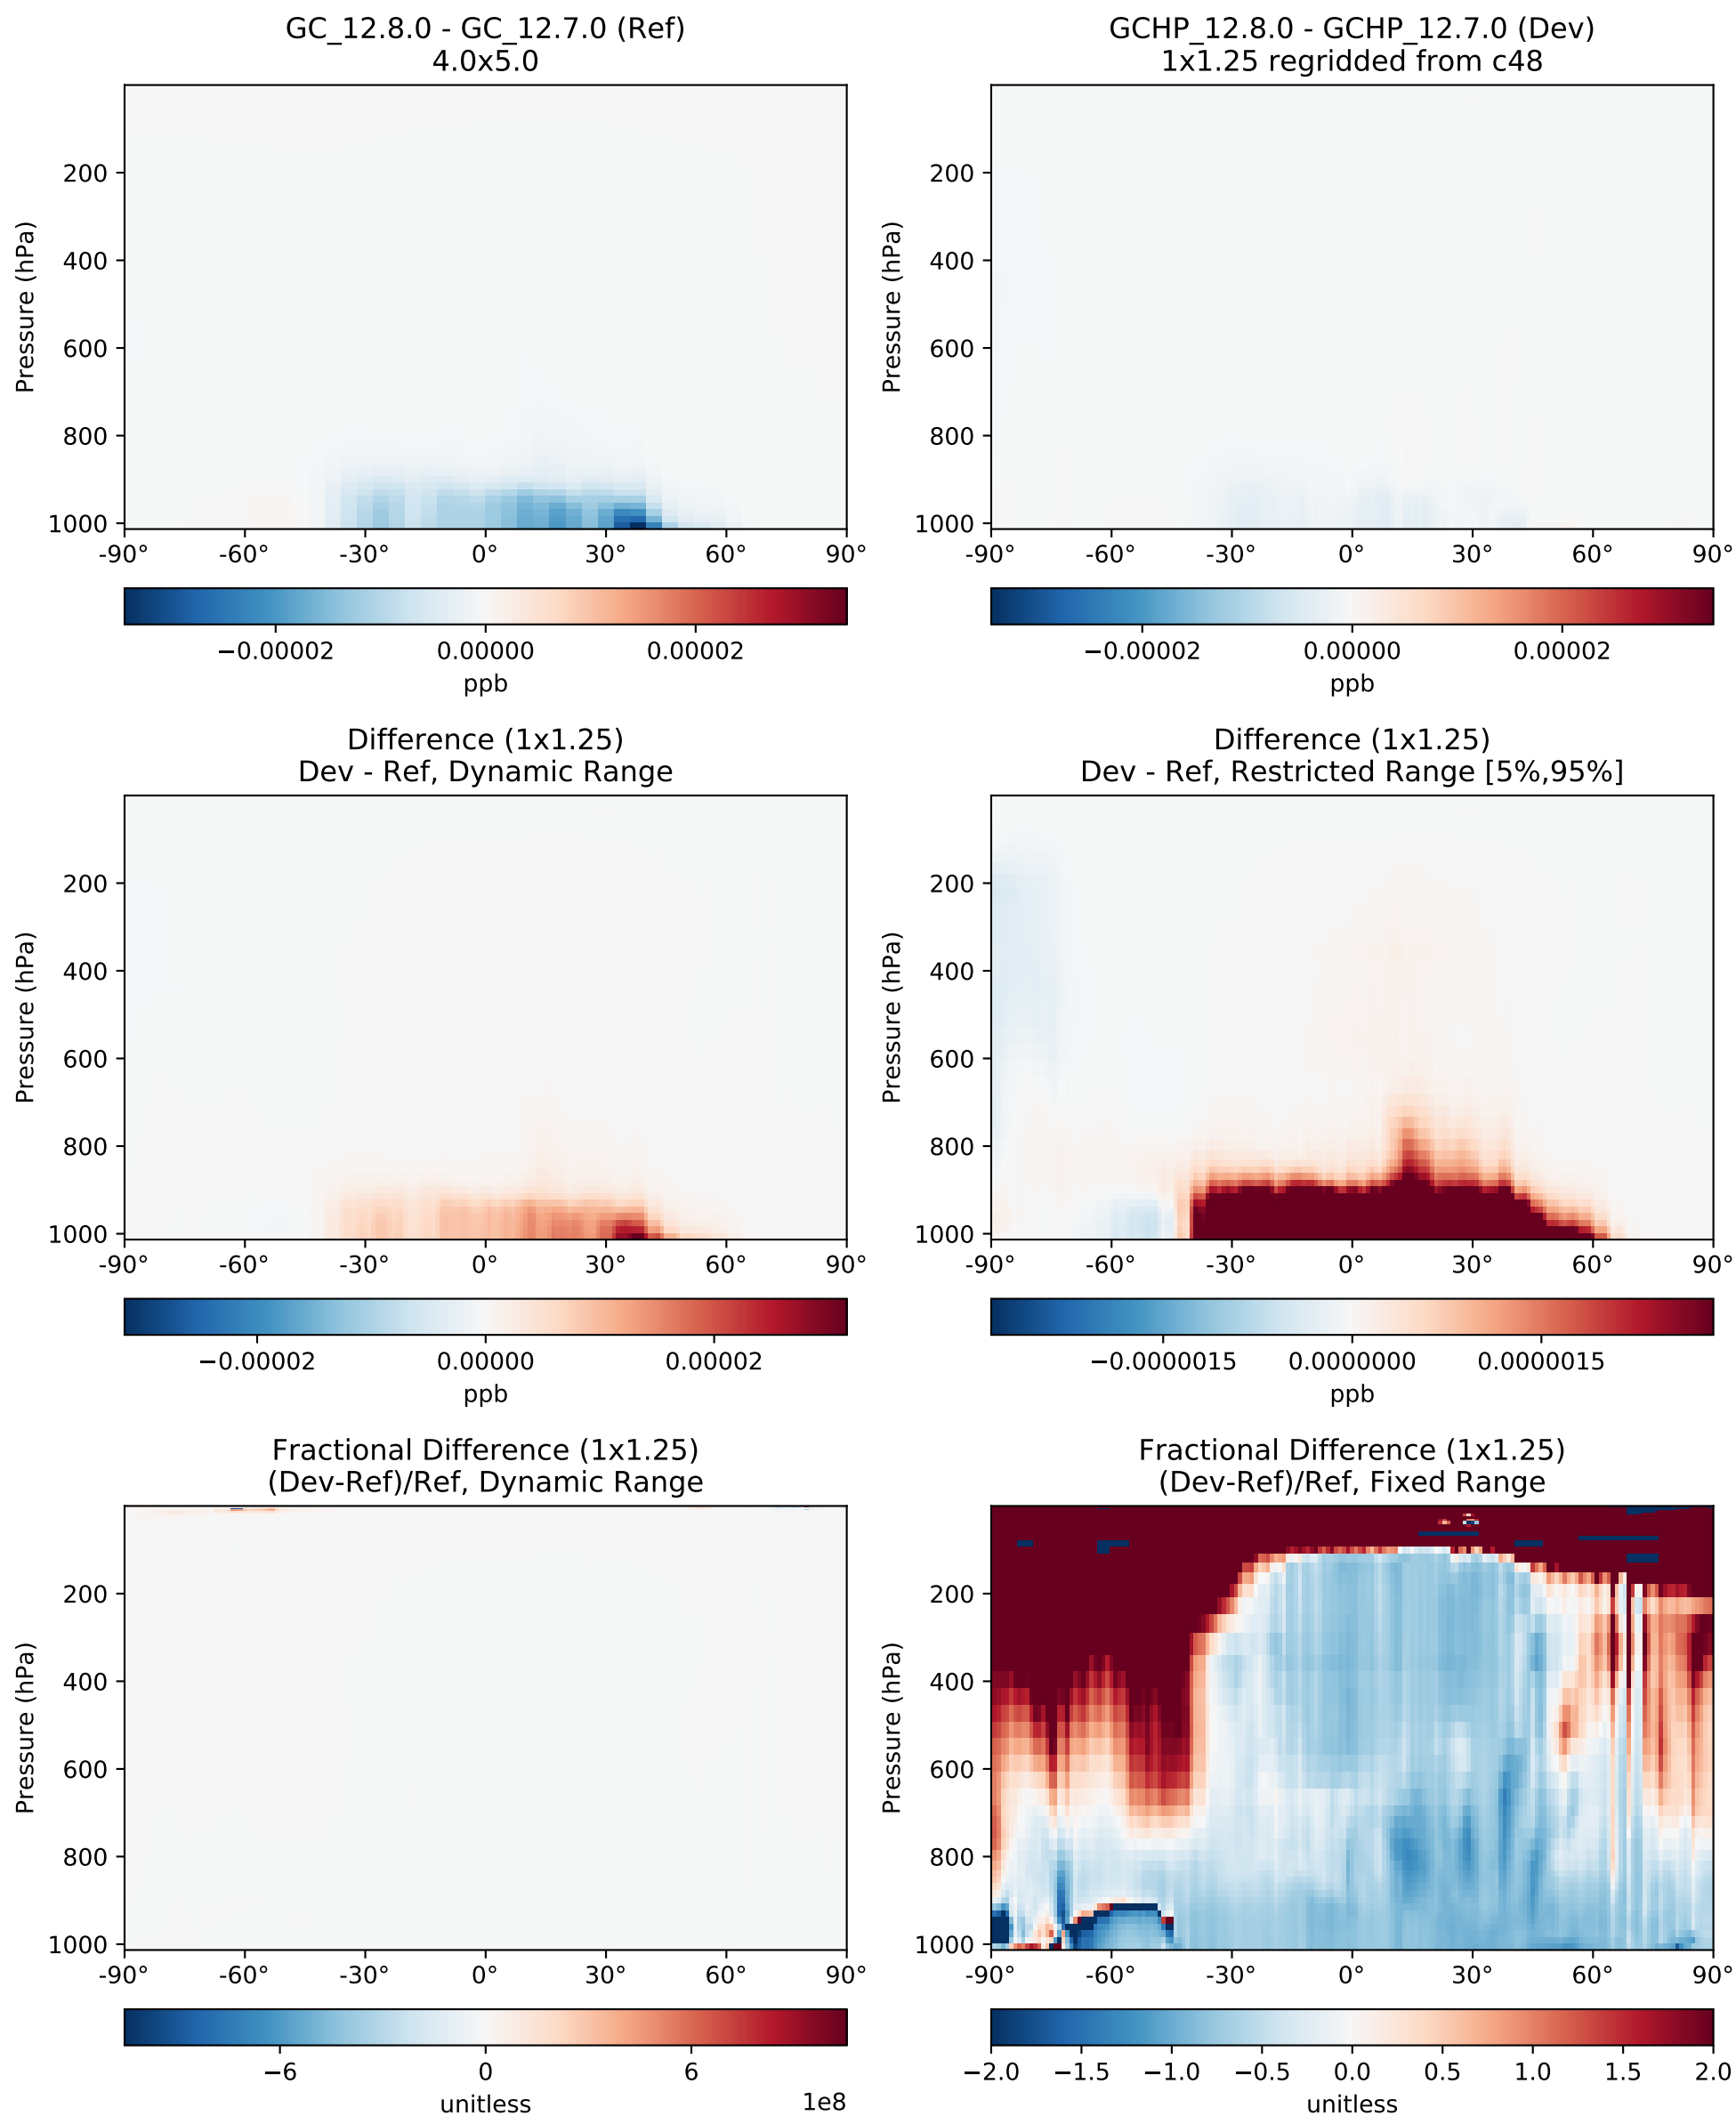 GC_12.8.0 - GC_12.7.0 (Ref)
4.0x5.0
Pressure (hPa)
200
400
600
800
1000
-90° -60° -30° 0° 30° 60° 90°
−0.00002 0.00000 0.00002
ppb
GCHP_12.8.0 - GCHP_12.7.0 (Dev)
1x1.25 regridded from c48
Pressure (hPa)
200
400
600
800
1000
-90° -60° -30° 0° 30° 60° 90°
−0.00002 0.00000 0.00002
ppb
Difference (1x1.25)
Dev - Ref, Dynamic Range
Pressure (hPa)
200
400
600
800
1000
-90° -60° -30° 0° 30° 60° 90°
−0.00002 0.00000 0.00002
ppb
Difference (1x1.25)
Dev - Ref, Restricted Range [5%,95%]
Pressure (hPa)
200
400
600
800
1000
-90° -60° -30° 0° 30° 60° 90°
−0.0000015 0.0000000 0.0000015
ppb
Fractional Difference (1x1.25)
(Dev-Ref)/Ref, Dynamic Range
Pressure (hPa)
200
400
600
800
1000
-90° -60° -30° 0° 30° 60° 90°
−6 0 6
1e8
unitless
Fractional Difference (1x1.25)
(Dev-Ref)/Ref, Fixed Range
Pressure (hPa)
200
400
600
800
1000
-90° -60° -30° 0° 30° 60° 90°
−2.0 −1.5 −1.0 −0.5 0.0 0.5 1.0 1.5 2.0
unitless